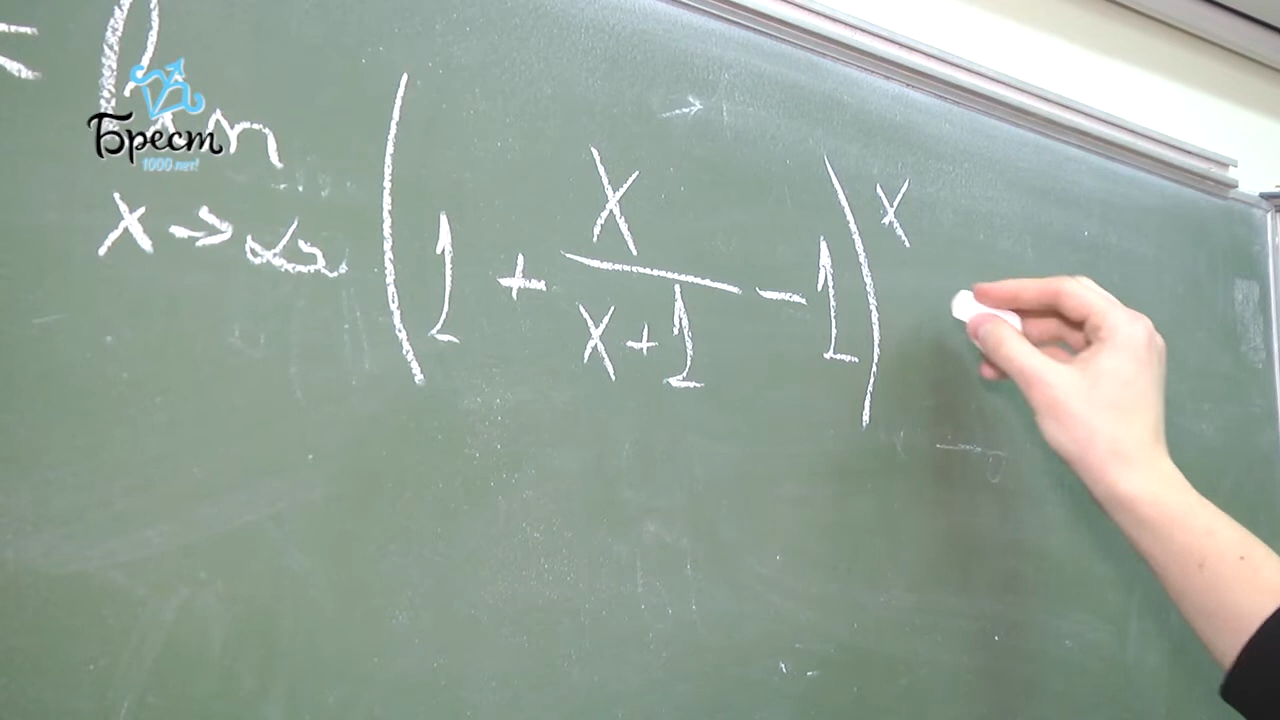 = lim (1 + x/(x+1) − 1)^x
x → ∞
Брест
1000 лет!